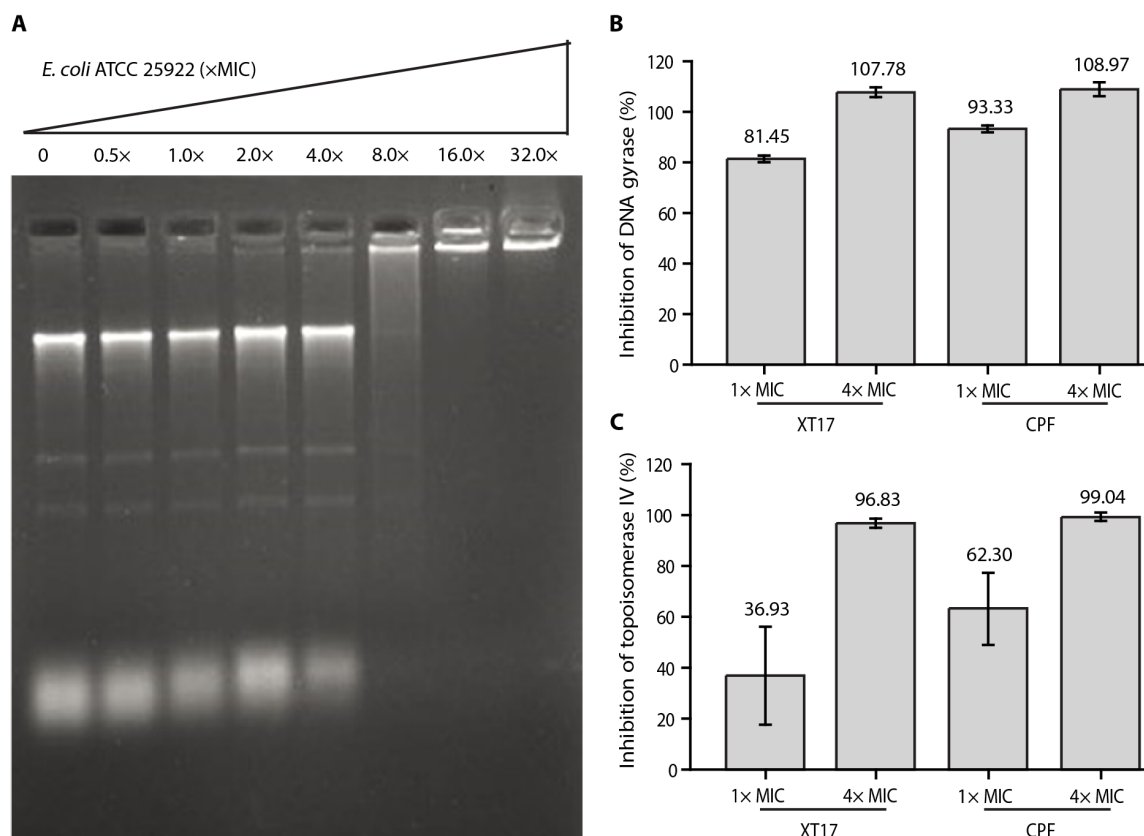 A
E. coli ATCC 25922 (×MIC)
0 0.5× 1.0× 2.0× 4.0× 8.0× 16.0× 32.0×
B
Inhibition of DNA gyrase (%)
120
100
80
60
40
20
0
81.45
107.78
93.33
108.97
1× MIC 4× MIC 1× MIC 4× MIC
XT17 CPF
C
Inhibition of topoisomerase IV (%)
120
100
80
60
40
20
0
36.93
96.83
62.30
99.04
1× MIC 4× MIC 1× MIC 4× MIC
XT17 CPF